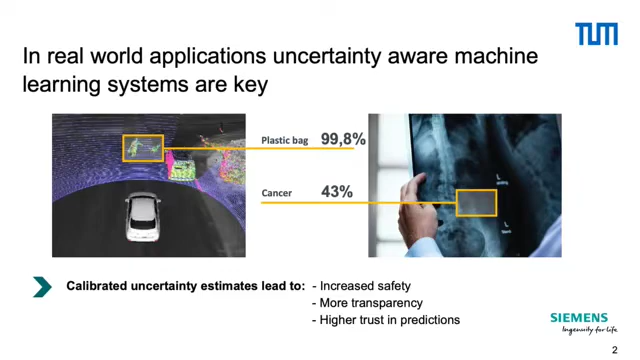 TUM
In real world applications uncertainty aware machine
learning systems are key
Plastic bag 99,8%
Cancer 43%
Calibrated uncertainty estimates lead to: - Increased safety
- More transparency
- Higher trust in predictions
SIEMENS
Ingenuity for life
2